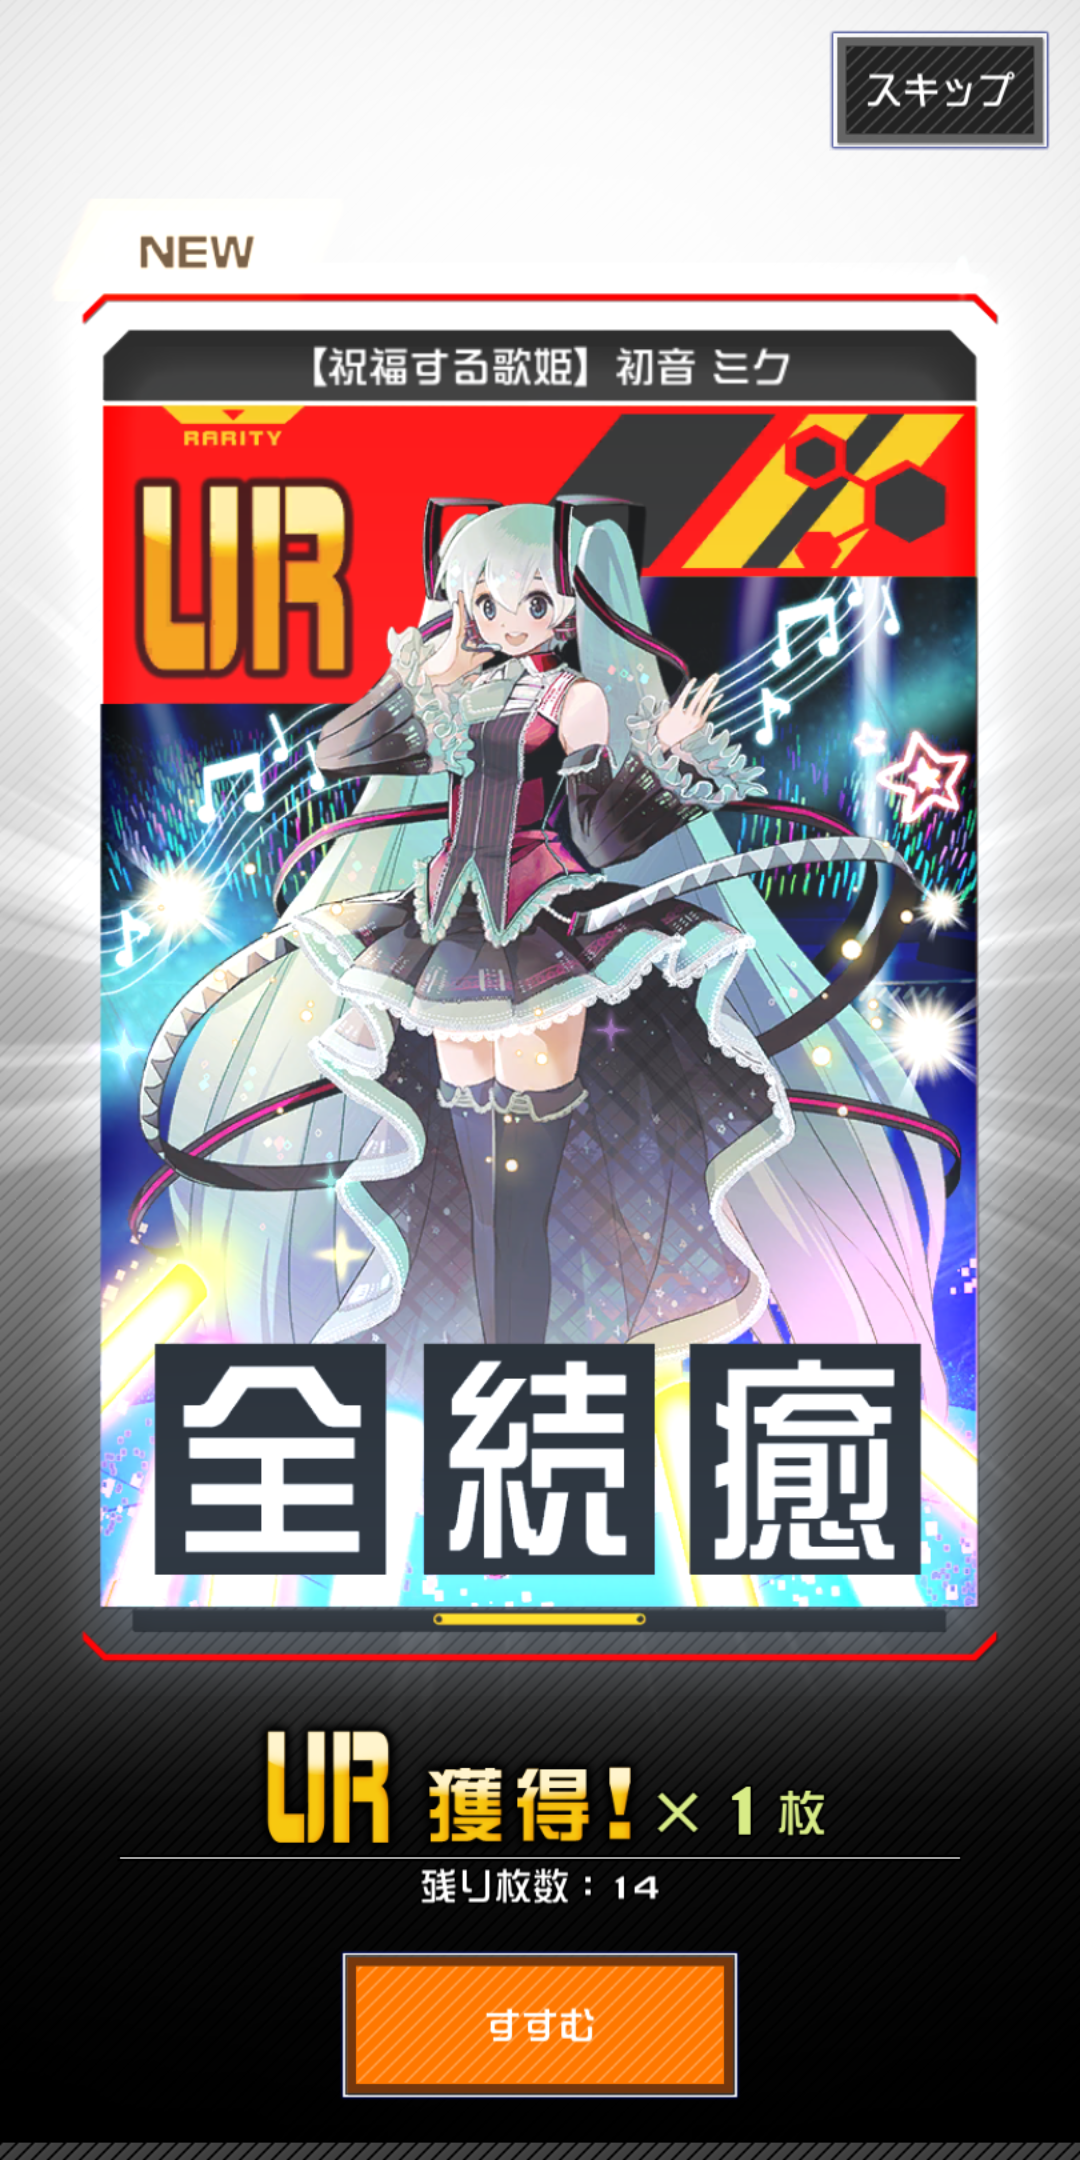 スキップ
NEW
【祝福する歌姫】初音 ミク
RARITY
UR
全 続 癒
UR 獲得!× 1 枚
残り枚数:14
すすむ